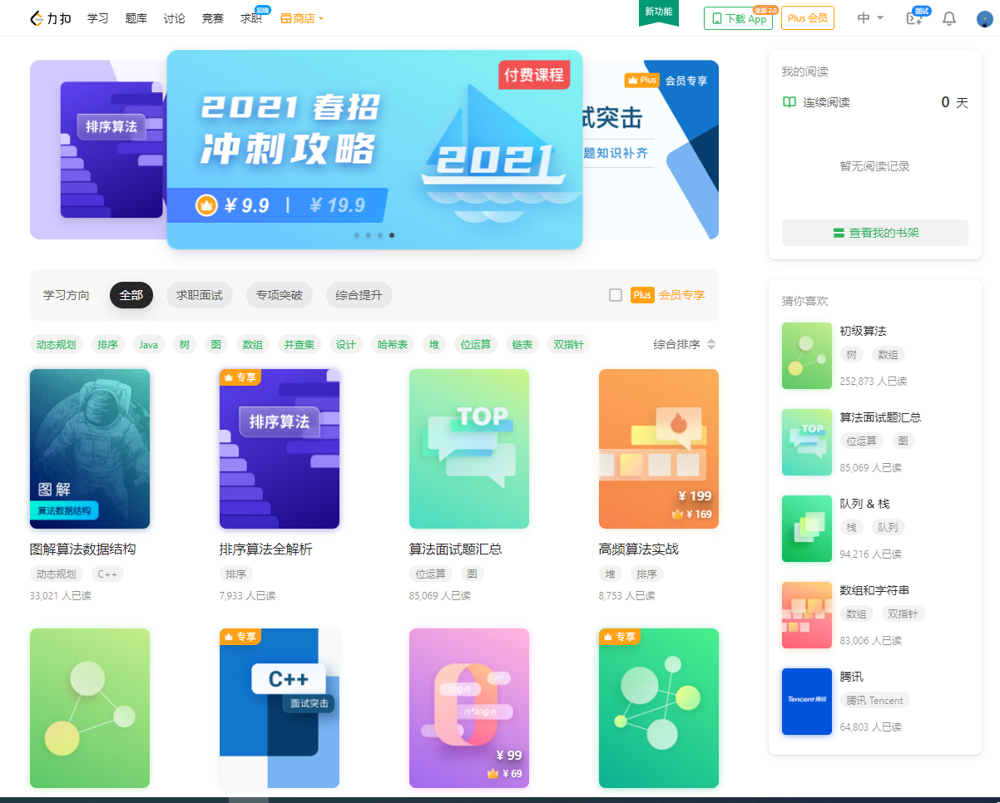 力扣 学习 题库 讨论 竞赛 求职 招聘 商店 新功能 下载 App 全新 2.0 Plus 会员 中 面试
排序算法
付费课程
2021 春招
冲刺攻略
¥ 9.9 | ¥ 19.9
2021
Plus 会员专享
试突击
题知识补齐
学习方向 全部 求职面试 专项突破 综合提升 Plus 会员专享
动态规划 排序 Java 树 图 数组 并查集 设计 哈希表 堆 位运算 链表 双指针 综合排序
图解
算法数据结构
图解算法数据结构
动态规划 C++
33,021 人已读
专享
排序算法
排序算法全解析
排序
7,933 人已读
TOP
算法面试题汇总
位运算 图
85,069 人已读
¥ 199
¥ 169
高频算法实战
堆 排序
8,753 人已读
专享
C++
面试突击
log n
n²
n*log n
¥ 99
¥ 69
专享
我的阅读
连续阅读 0 天
暂无阅读记录
查看我的书架
猜你喜欢
初级算法
树 数组
252,873 人已读
TOP
算法面试题汇总
位运算 图
85,069 人已读
队列 & 栈
栈 队列
94,216 人已读
数组和字符串
数组 双指针
83,006 人已读
Tencent 腾讯
腾讯
腾讯 Tencent
64,803 人已读